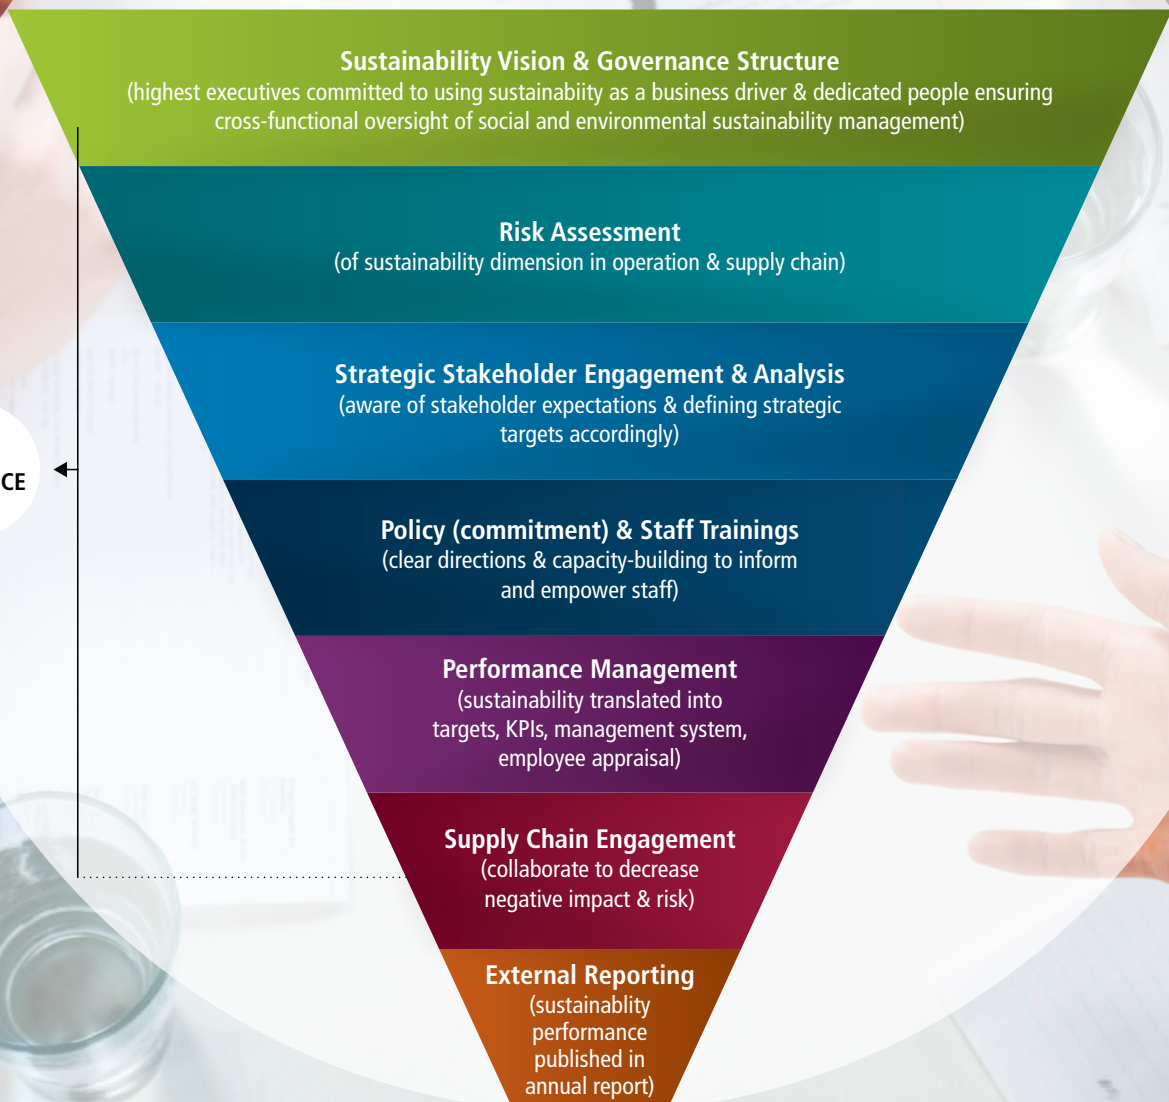 Sustainability Vision & Governance Structure
(highest executives committed to using sustainabiity as a business driver & dedicated people ensuring
cross-functional oversight of social and environmental sustainability management)
Risk Assessment
(of sustainability dimension in operation & supply chain)
Strategic Stakeholder Engagement & Analysis
(aware of stakeholder expectations & defining strategic
targets accordingly)
CE
Policy (commitment) & Staff Trainings
(clear directions & capacity-building to inform
and empower staff)
Performance Management
(sustainability translated into
targets, KPIs, management system,
employee appraisal)
Supply Chain Engagement
(collaborate to decrease
negative impact & risk)
External Reporting
(sustainablity
performance
published in
annual report)